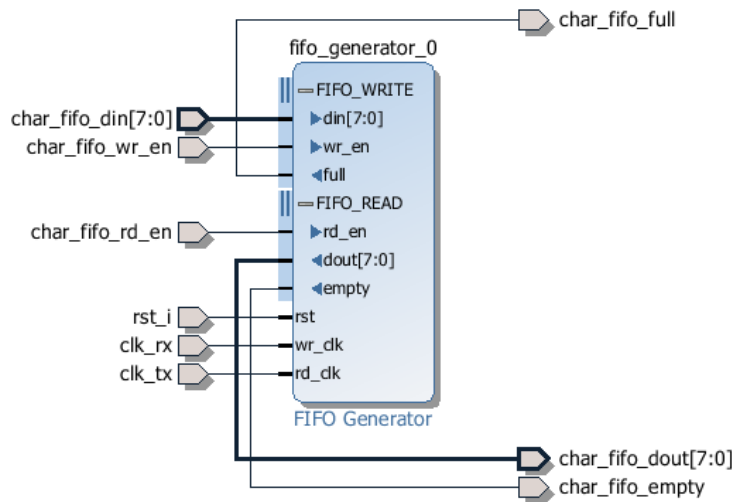 char_fifo_full
fifo_generator_0
FIFO_WRITE
char_fifo_din[7:0]
din[7:0]
char_fifo_wr_en
wr_en
full
FIFO_READ
char_fifo_rd_en
rd_en
dout[7:0]
empty
rst_i
rst
clk_rx
wr_clk
clk_tx
rd_clk
FIFO Generator
char_fifo_dout[7:0]
char_fifo_empty